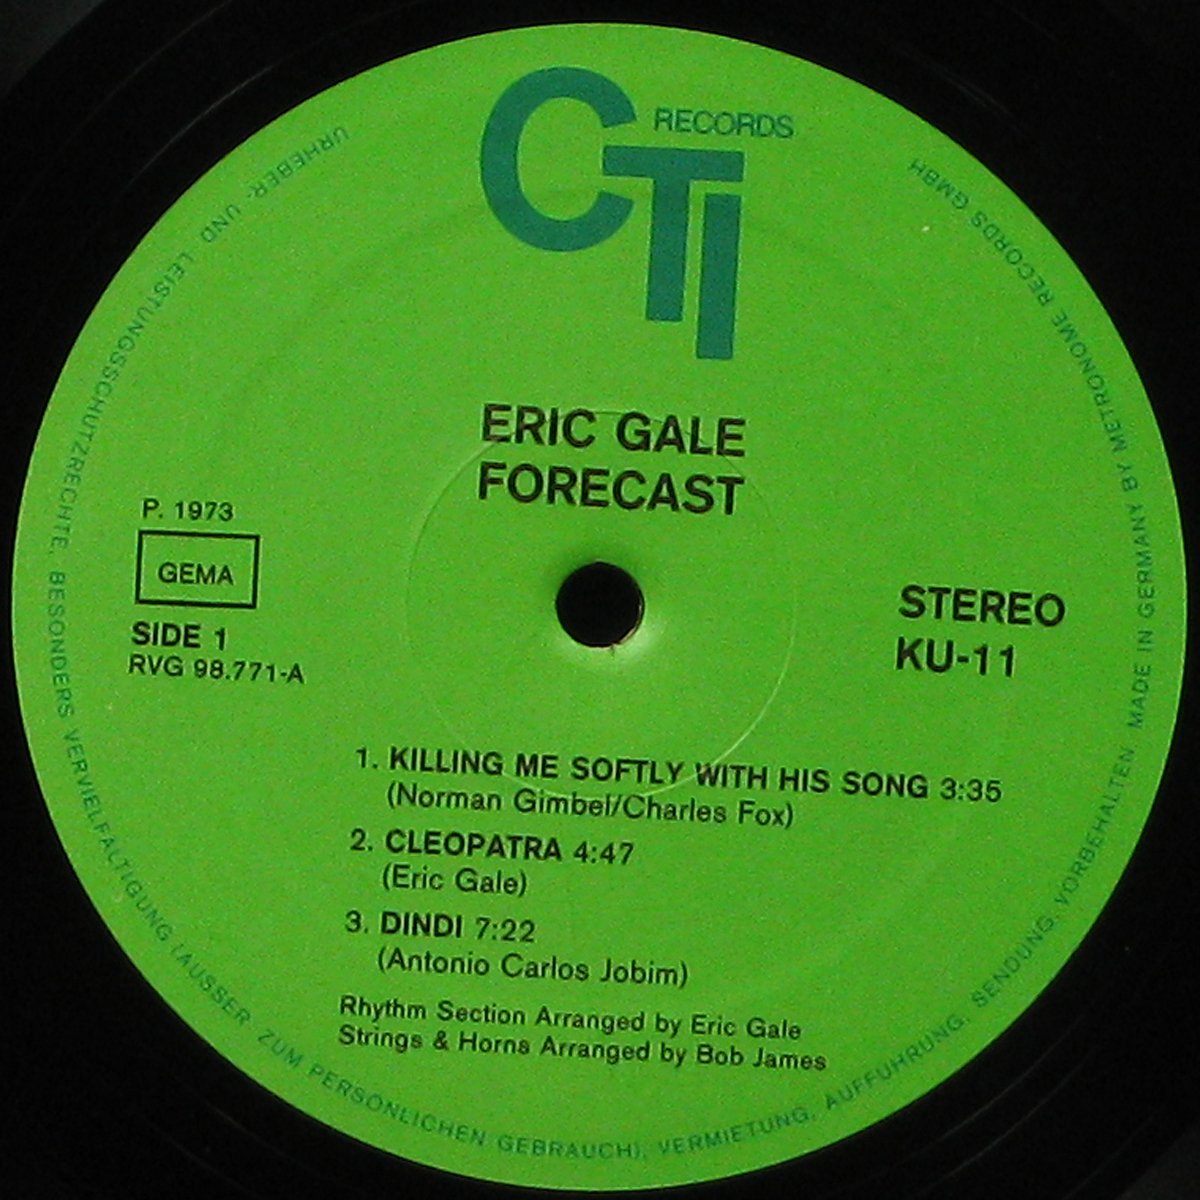 CTI RECORDS
ERIC GALE
FORECAST
P. 1973
GEMA
SIDE 1
RVG 98.771-A
STEREO
KU-11
1. KILLING ME SOFTLY WITH HIS SONG 3:35
(Norman Gimbel/Charles Fox)
2. CLEOPATRA 4:47
(Eric Gale)
3. DINDI 7:22
(Antonio Carlos Jobim)
Rhythm Section Arranged by Eric Gale
Strings & Horns Arranged by Bob James
URHEBER- UND LEISTUNGSSCHUTZRECHTE, BESONDERS VERVIELFÄLTIGUNG (AUSSER ZUM PERSÖNLICHEN GEBRAUCH), VERMIETUNG, AUFFÜHRUNG, SENDUNG, VORBEHALTEN MADE IN GERMANY BY METRONOME RECORDS GMBH